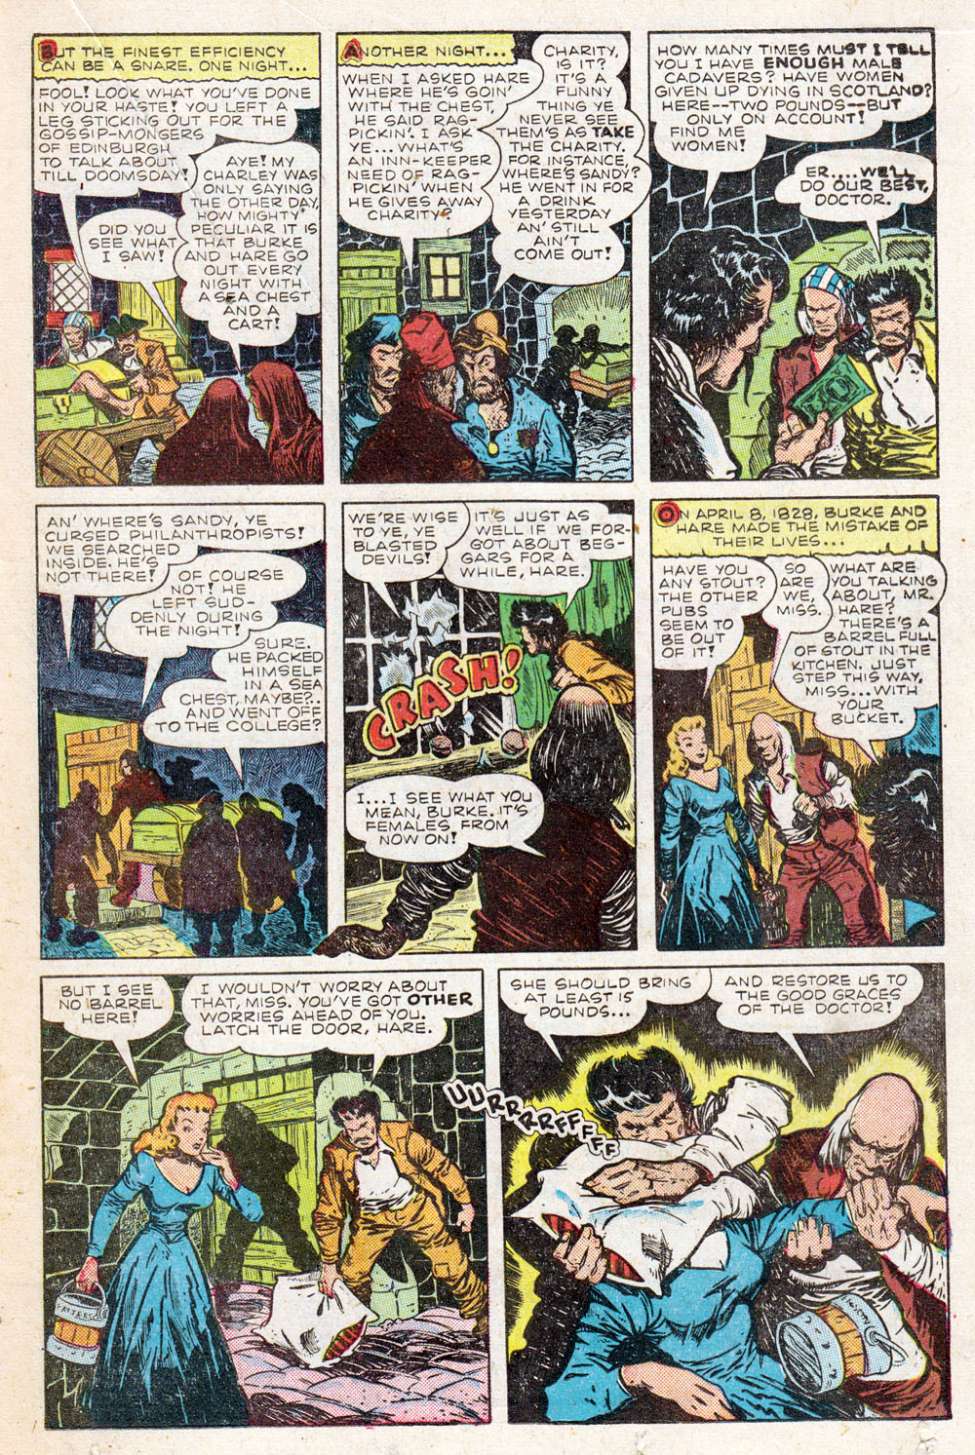 BUT THE FINEST EFFICIENCY
CAN BE A SNARE. ONE NIGHT...
FOOL! LOOK WHAT YOU'VE DONE
IN YOUR HASTE! YOU LEFT A
LEG STICKING OUT FOR THE
GOSSIP-MONGERS
OF EDINBURGH
TO TALK ABOUT
TILL DOOMSDAY!
DID YOU
SEE WHAT
I SAW!
AYE! MY
CHARLEY WAS
ONLY SAYING
THE OTHER DAY,
HOW MIGHTY
PECULIAR IT IS
THAT BURKE
AND HARE GO
OUT EVERY
NIGHT WITH
A SEA CHEST
AND A
CART!
ANOTHER NIGHT...
WHEN I ASKED HARE
WHERE HE'S GOIN'
WITH THE CHEST,
HE SAID RAG-
PICKIN'. I ASK
YE... WHAT'S
AN INN-KEEPER
NEED OF RAG-
PICKIN' WHEN
HE GIVES AWAY
CHARITY?
CHARITY,
IS IT?
IT'S A
FUNNY
THING YE
NEVER SEE
THEM'S AS TAKE
THE CHARITY.
FOR INSTANCE,
WHERE'S SANDY?
HE WENT IN FOR
A DRINK
YESTERDAY
AN' STILL
AIN'T
COME OUT!
HOW MANY TIMES MUST I TELL
YOU I HAVE ENOUGH MALE
CADAVERS? HAVE WOMEN
GIVEN UP DYING IN SCOTLAND?
HERE--TWO POUNDS--BUT
ONLY ON ACCOUNT!
FIND ME
WOMEN!
ER....WE'LL
DO OUR BEST,
DOCTOR.
AN' WHERE'S SANDY, YE
CURSED PHILANTHROPISTS!
WE SEARCHED
INSIDE. HE'S
NOT THERE!
OF COURSE
NOT! HE
LEFT SUD-
DENLY DURING
THE NIGHT!
SURE.
HE PACKED
HIMSELF
IN A SEA
CHEST, MAYBE?..
AND WENT OFF
TO THE COLLEGE?
WE'RE WISE
TO YE, YE
BLASTED
DEVILS!
IT'S JUST AS
WELL IF WE FOR-
GOT ABOUT BEG-
GARS FOR A
WHILE, HARE.
CRASH!
I...I SEE WHAT YOU
MEAN, BURKE. IT'S
FEMALES FROM
NOW ON!
ON APRIL 8, 1828, BURKE AND
HARE MADE THE MISTAKE OF
THEIR LIVES...
HAVE YOU
ANY STOUT?
THE OTHER
PUBS
SEEM TO
BE OUT
OF IT!
SO
ARE
WE,
MISS.
WHAT ARE
YOU TALKING
ABOUT, MR.
HARE?
THERE'S A
BARREL FULL
OF STOUT IN THE
KITCHEN. JUST
STEP THIS WAY,
MISS...WITH
YOUR
BUCKET.
BUT I SEE
NO BARREL
HERE!
I WOULDN'T WORRY ABOUT
THAT, MISS. YOU'VE GOT OTHER
WORRIES AHEAD OF YOU.
LATCH THE DOOR, HARE.
SHE SHOULD BRING
AT LEAST 15
POUNDS...
AND RESTORE US TO
THE GOOD GRACES
OF THE DOCTOR!
UURRRRFFFFFF